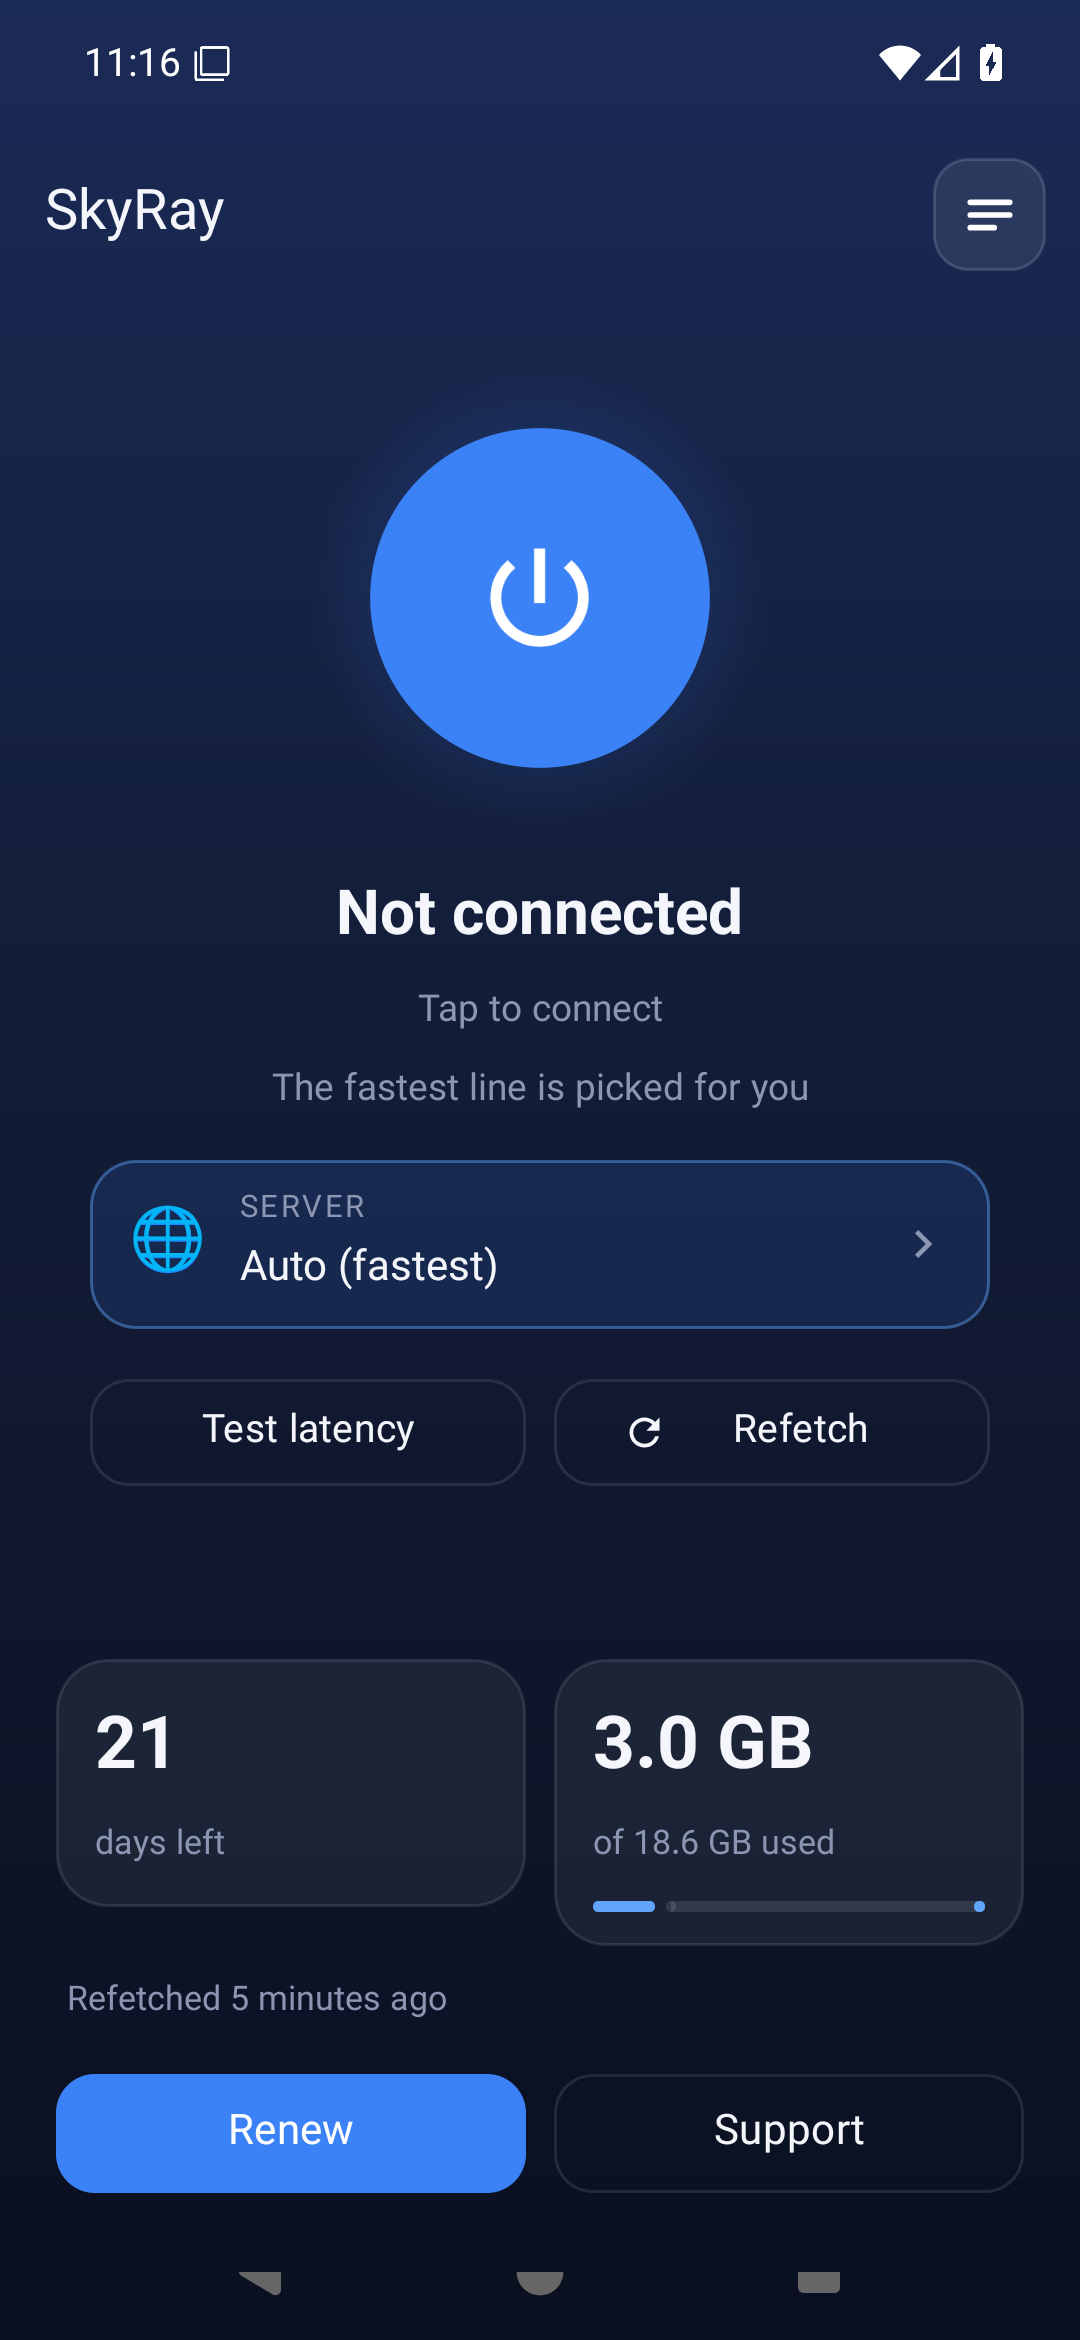 11:16
SkyRay
Not connected
Tap to connect
The fastest line is picked for you
SERVER
Auto (fastest)
Test latency
Refetch
21
days left
3.0 GB
of 18.6 GB used
Refetched 5 minutes ago
Renew
Support